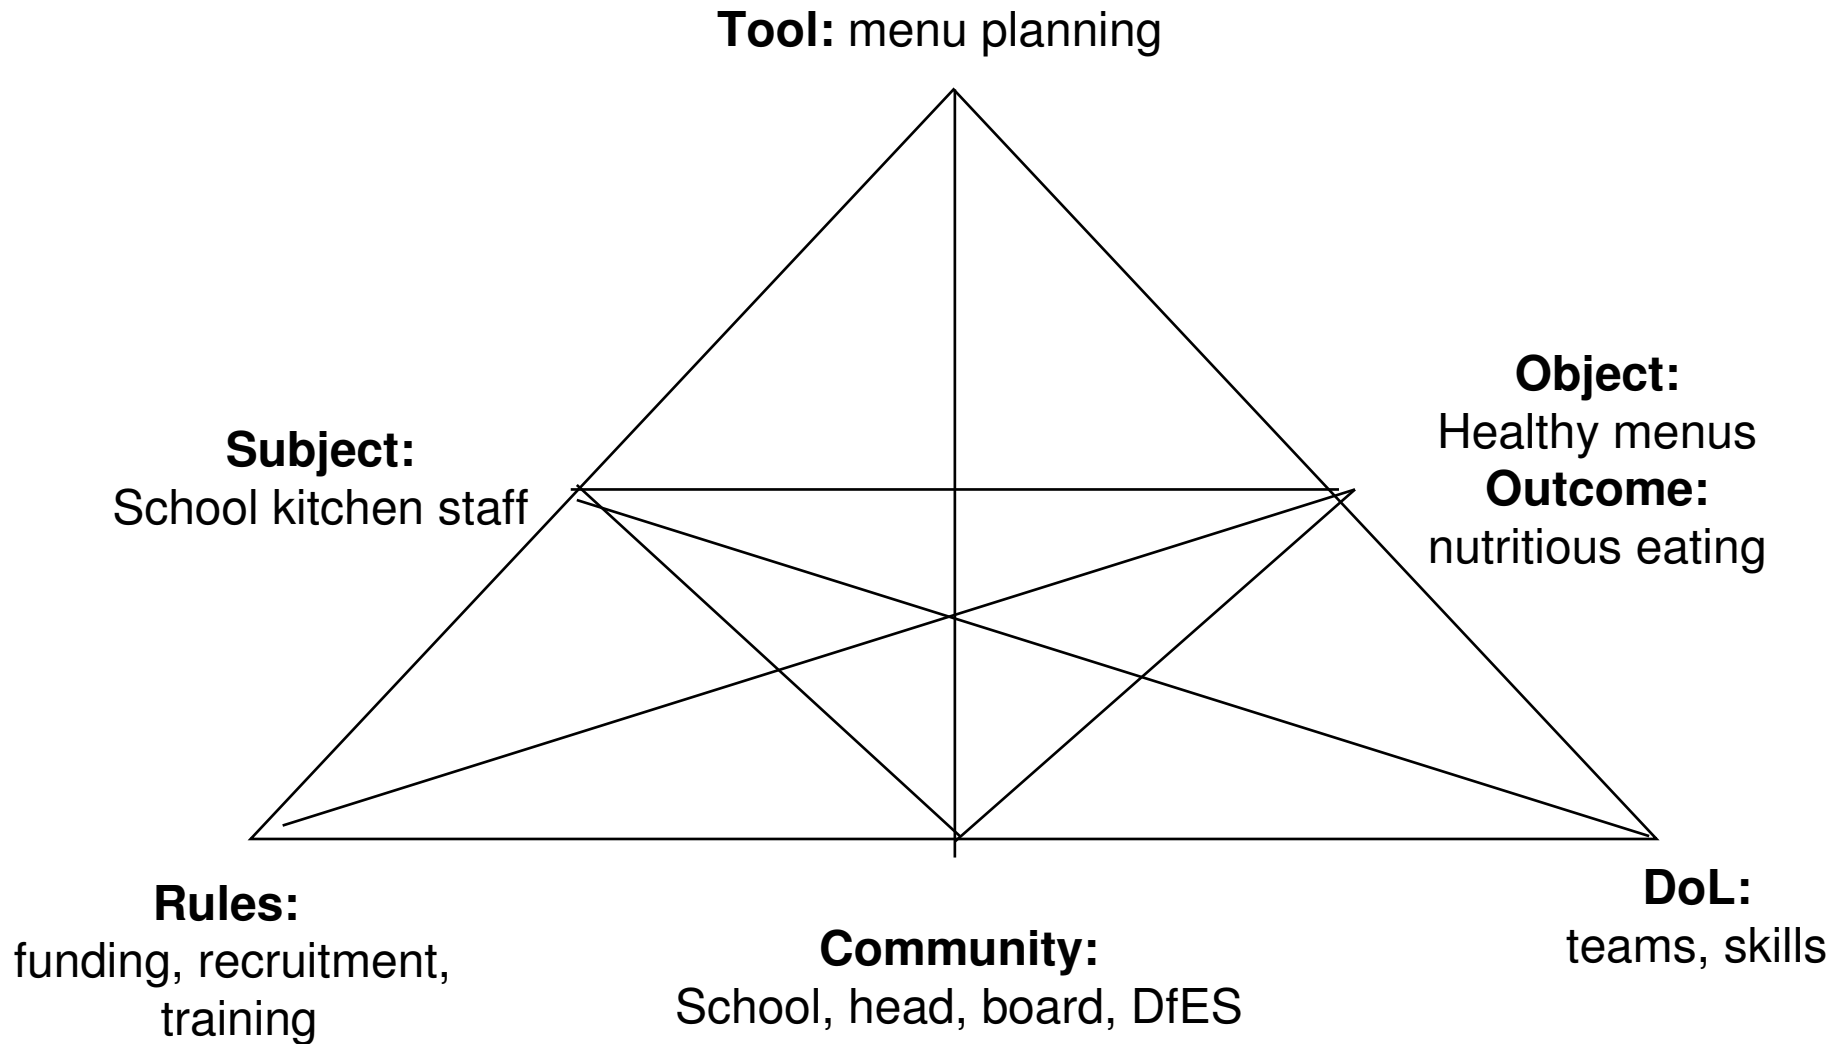 Tool: menu planning
Subject:
School kitchen staff
Object:
Healthy menus
Outcome:
nutritious eating
Rules:
funding, recruitment,
training
Community:
School, head, board, DfES
DoL:
teams, skills